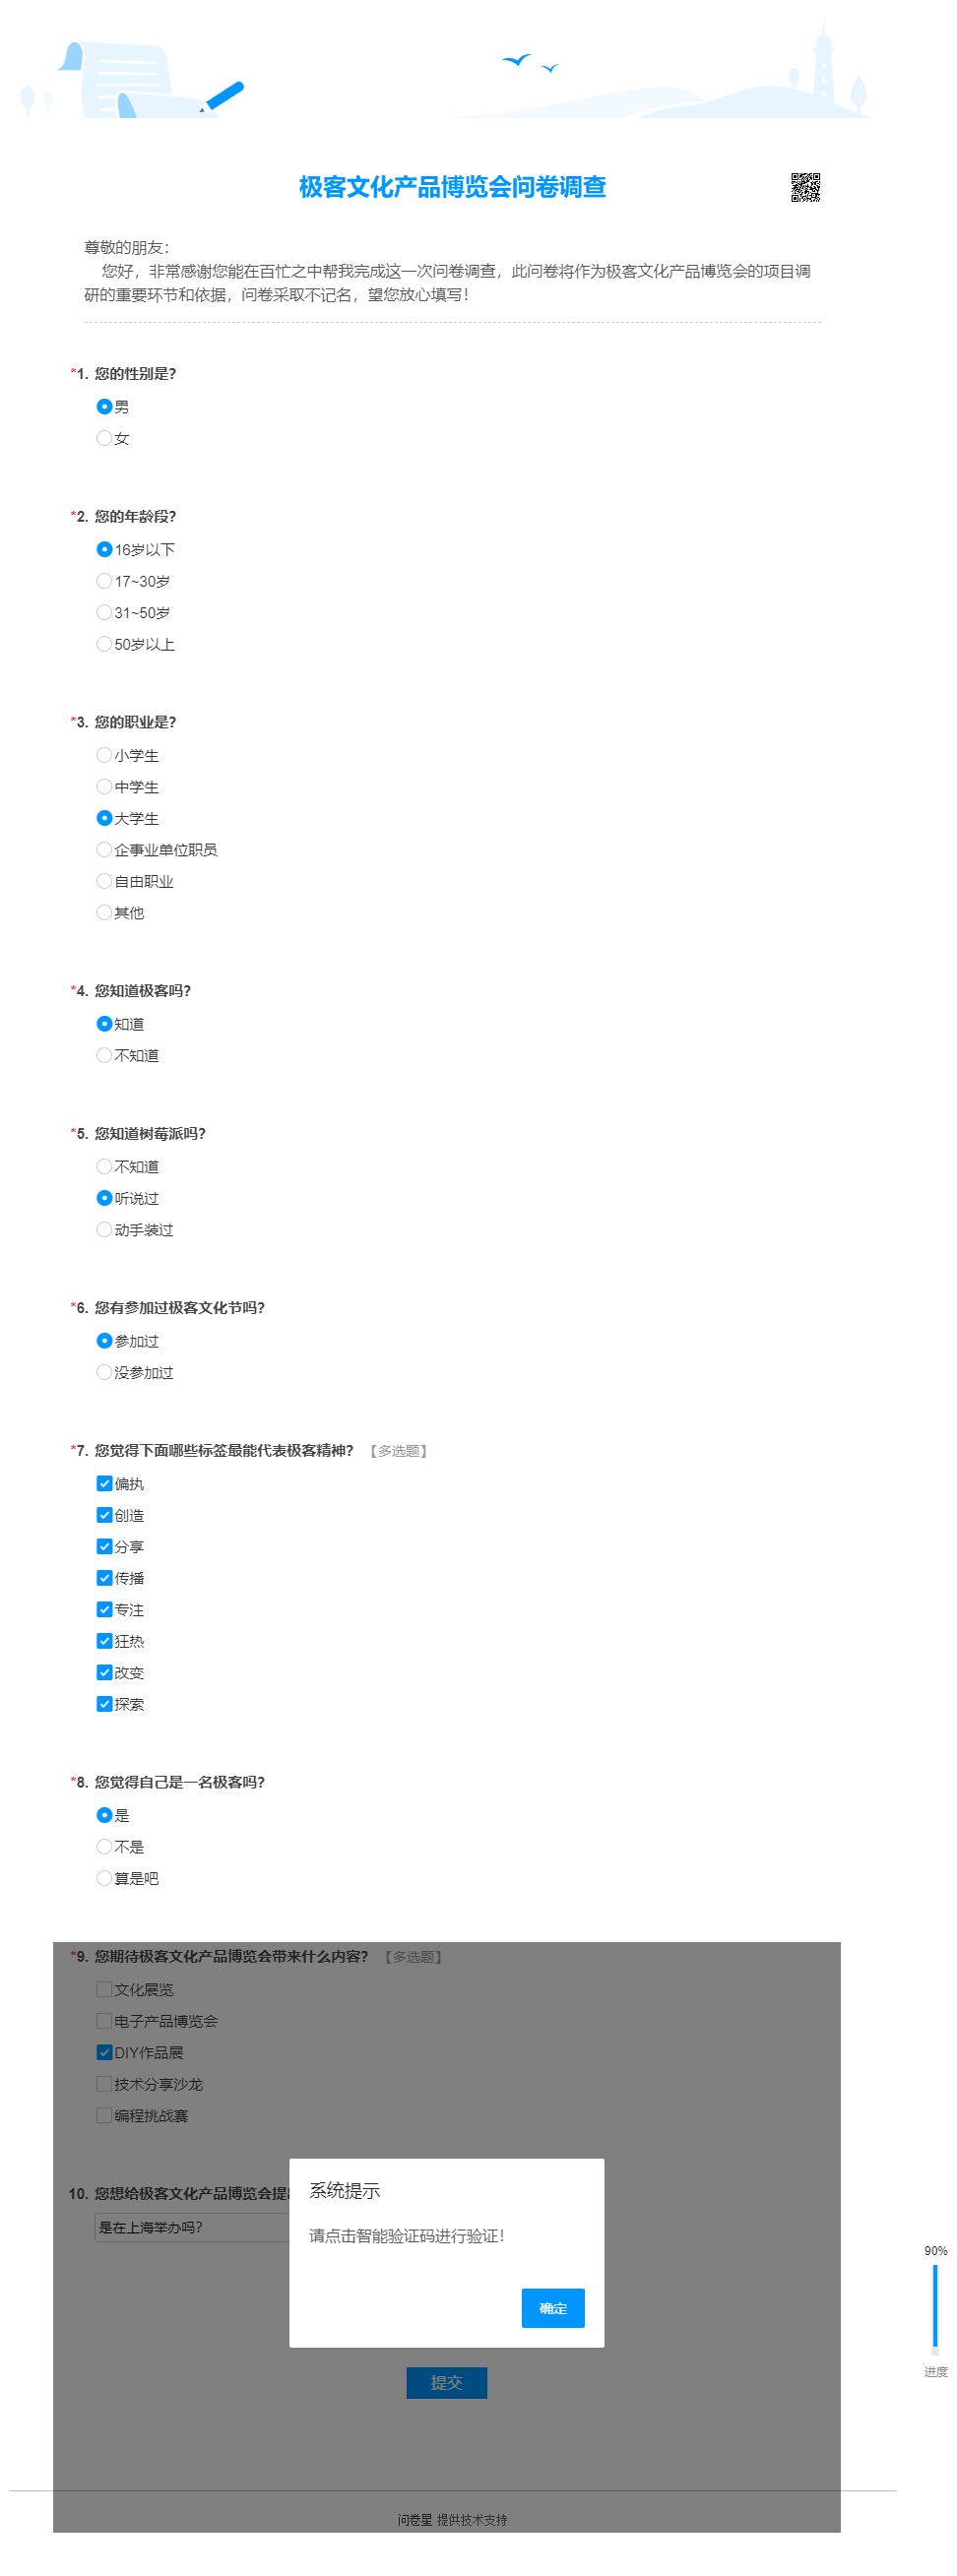 极客文化产品博览会问卷调查
尊敬的朋友：
您好，非常感谢您能在百忙之中帮我完成这一次问卷调查，此问卷将作为极客文化产品博览会的项目调
研的重要环节和依据，问卷采取不记名，望您放心填写！
*1. 您的性别是？
男
女
*2. 您的年龄段？
16岁以下
17~30岁
31~50岁
50岁以上
*3. 您的职业是？
小学生
中学生
大学生
企事业单位职员
自由职业
其他
*4. 您知道极客吗？
知道
不知道
*5. 您知道树莓派吗？
不知道
听说过
动手装过
*6. 您有参加过极客文化节吗？
参加过
没参加过
*7. 您觉得下面哪些标签最能代表极客精神？ 【多选题】
偏执
创造
分享
传播
专注
狂热
改变
探索
*8. 您觉得自己是一名极客吗？
是
不是
算是吧
*9. 您期待极客文化产品博览会带来什么内容？ 【多选题】
文化展览
电子产品博览会
DIY作品展
技术分享沙龙
编程挑战赛
10. 您想给极客文化产品博览会提
是在上海举办吗？
系统提示
请点击智能验证码进行验证！
确定
90%
进度
提交
问卷星 提供技术支持